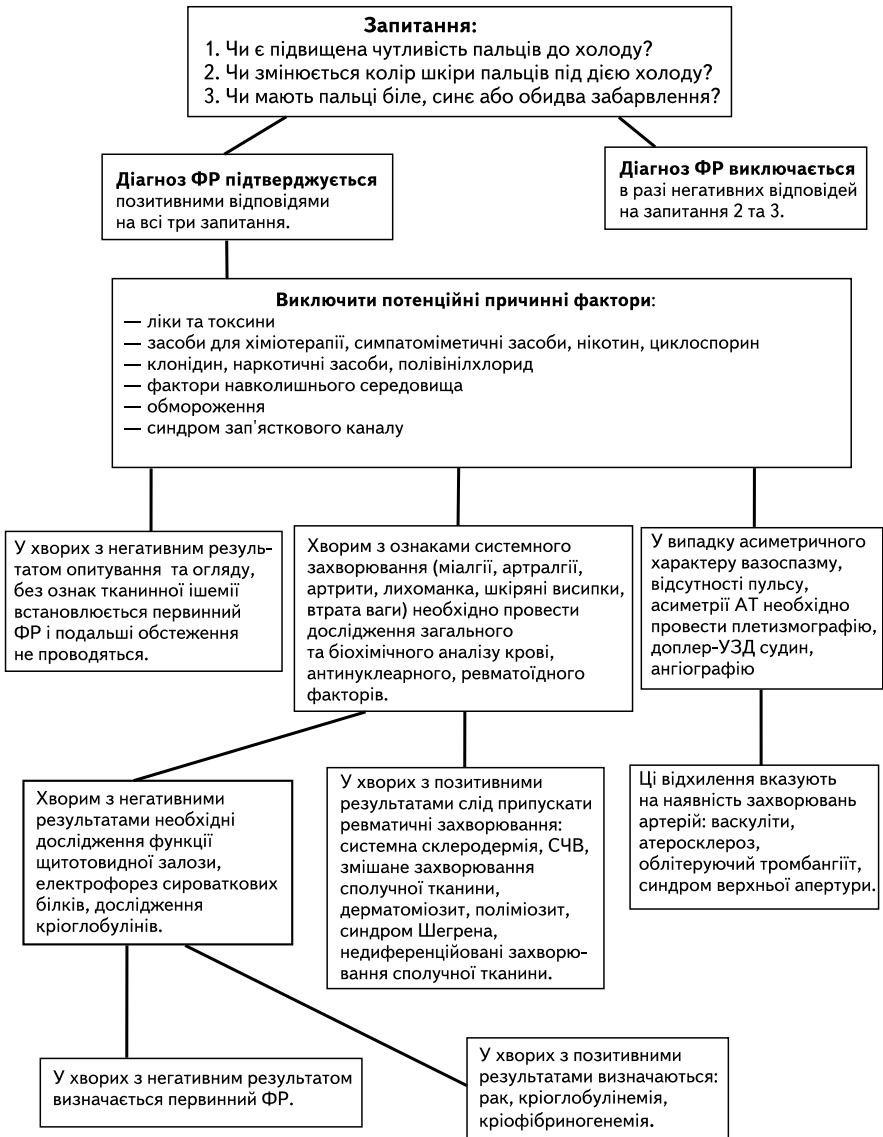 Запитання:
1. Чи є підвищена чутливість пальців до холоду?
2. Чи змінюється колір шкіри пальців під дією холоду?
3. Чи мають пальці біле, синє або обидва забарвлення?
Діагноз ФР підтверджується
позитивними відповідями
на всі три запитання.
Діагноз ФР виключається
в разі негативних відповідей
на запитання 2 та 3.
Виключити потенційні причинні фактори:
— ліки та токсини
— засоби для хіміотерапії, симпатоміметичні засоби, нікотин, циклоспорин
— клонідин, наркотичні засоби, полівінілхлорид
— фактори навколишнього середовища
— обмороження
— синдром зап'ясткового каналу
У хворих з негативним резуль-
татом опитування та огляду,
без ознак тканинної ішемії
встановлюється первинний
ФР і подальші обстеження
не проводяться.
Хворим з ознаками системного
захворювання (міалгії, артралгії,
артрити, лихоманка, шкіряні висипки,
втрата ваги) необхідно провести
дослідження загального
та біохімічного аналізу крові,
антинуклеарного, ревматоїдного
факторів.
У випадку асиметричного
характеру вазоспазму,
відсутності пульсу,
асиметрії АТ необхідно
провести плетизмографію,
доплер-УЗД судин,
ангіографію
Хворим з негативними
результатами необхідні
дослідження функції
щитотовидної залози,
електрофорез сироваткових
білків, дослідження
кріоглобулінів.
У хворих з позитивними
результатами слід припускати
ревматичні захворювання:
системна склеродермія, СЧВ,
змішане захворювання
сполучної тканини,
дерматоміозит, поліміозит,
синдром Шегрена,
недиференційовані захворю-
вання сполучної тканини.
Ці відхилення вказують
на наявність захворювань
артерій: васкуліти,
атеросклероз,
облітеруючий тромбангіїт,
синдром верхньої апертури.
У хворих з негативним результатом
визначається первинний ФР.
У хворих з позитивними
результатами визначаються:
рак, кріоглобулінемія,
кріофібриногенемія.